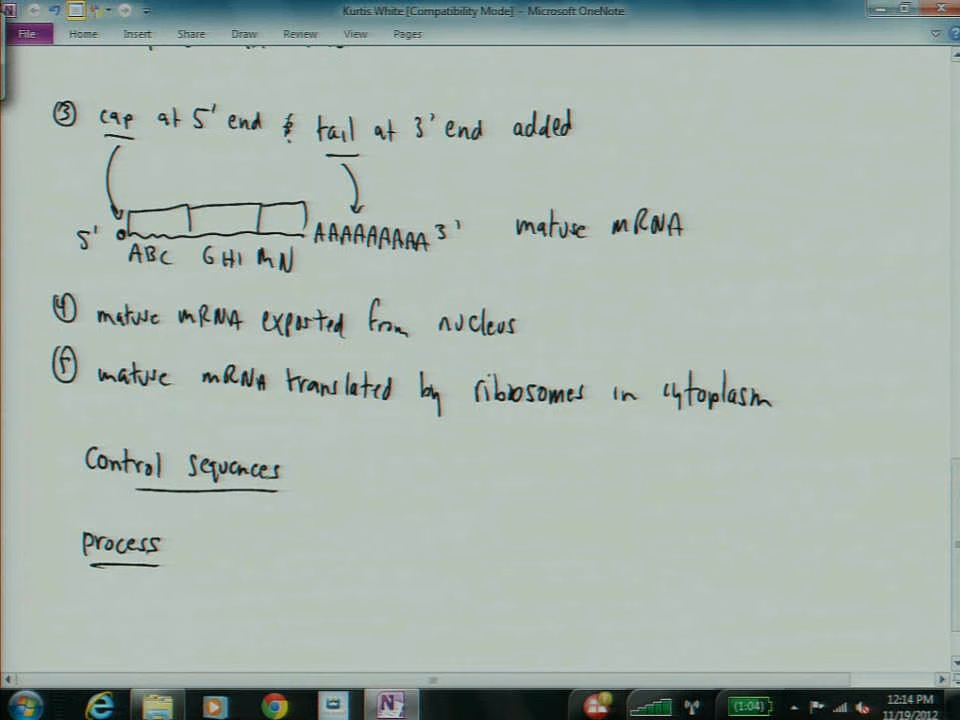 Kurtis White [Compatibility Mode] - Microsoft OneNote
File Home Insert Share Draw Review View Pages
③ cap at 5' end & tail at 3' end added
5' AAAAAAAAA 3' mature mRNA
ABC GHI MN
④ mature mRNA exported from nucleus
⑤ mature mRNA translated by ribosomes in cytoplasm
Control sequences
process
(1:04) 12:14 PM
11/19/2012